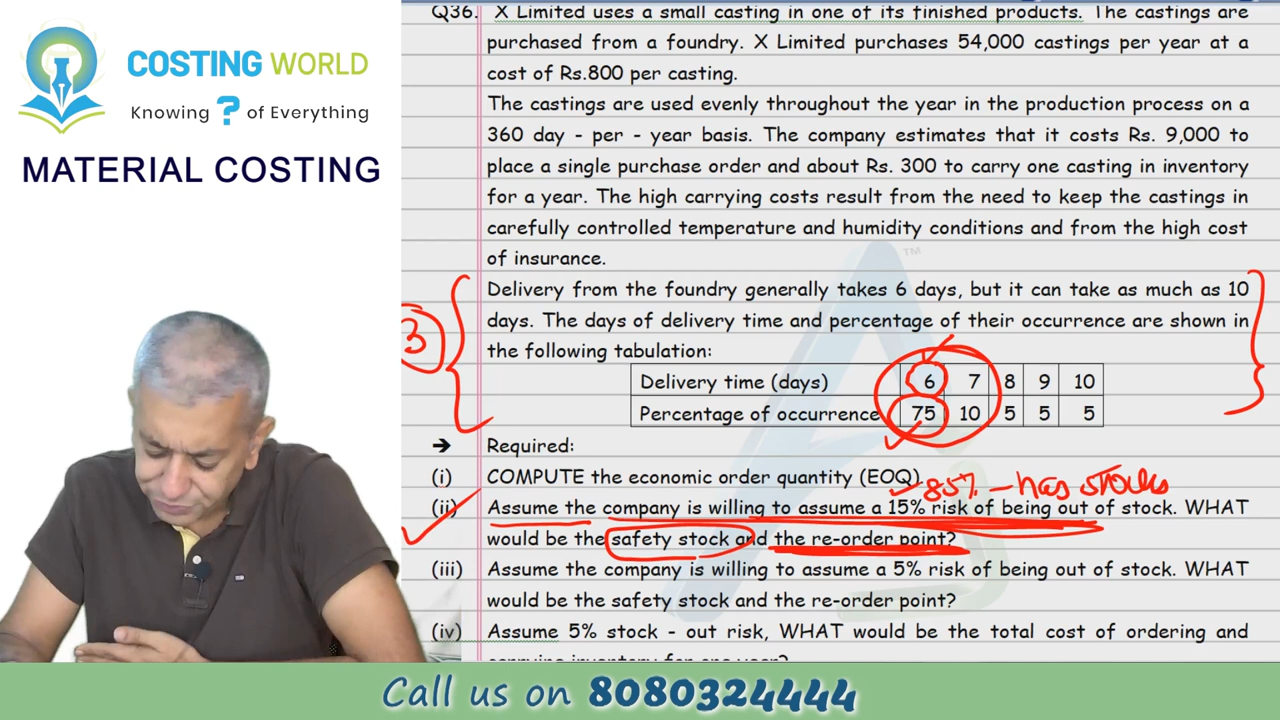 COSTING WORLD
Knowing ? of Everything
MATERIAL COSTING
Q36. X Limited uses a small casting in one of its finished products. The castings are
purchased from a foundry. X Limited purchases 54,000 castings per year at a
cost of Rs.800 per casting.
The castings are used evenly throughout the year in the production process on a
360 day - per - year basis. The company estimates that it costs Rs. 9,000 to
place a single purchase order and about Rs. 300 to carry one casting in inventory
for a year. The high carrying costs result from the need to keep the castings in
carefully controlled temperature and humidity conditions and from the high cost
of insurance.
Delivery from the foundry generally takes 6 days, but it can take as much as 10
days. The days of delivery time and percentage of their occurrence are shown in
the following tabulation:
3
Delivery time (days) 6 7 8 9 10
Percentage of occurrence 75 10 5 5 5
→ Required:
(i) COMPUTE the economic order quantity (EOQ)
85% - has stocks
(ii) Assume the company is willing to assume a 15% risk of being out of stock. WHAT
would be the safety stock and the re-order point?
(iii) Assume the company is willing to assume a 5% risk of being out of stock. WHAT
would be the safety stock and the re-order point?
(iv) Assume 5% stock - out risk, WHAT would be the total cost of ordering and
carrying inventory for one year?
TM
Call us on 8080324444